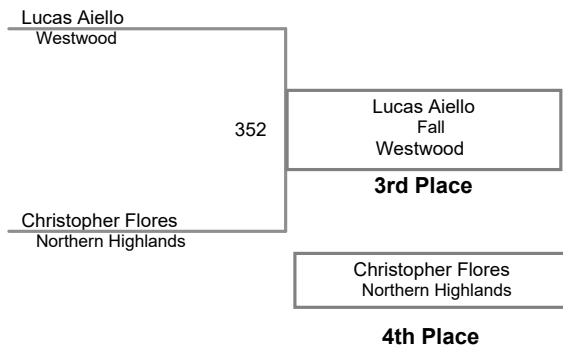 Lucas Aiello
Westwood
352
Lucas Aiello
Fall
Westwood
3rd Place
Christopher Flores
Northern Highlands
Christopher Flores
Northern Highlands
4th Place